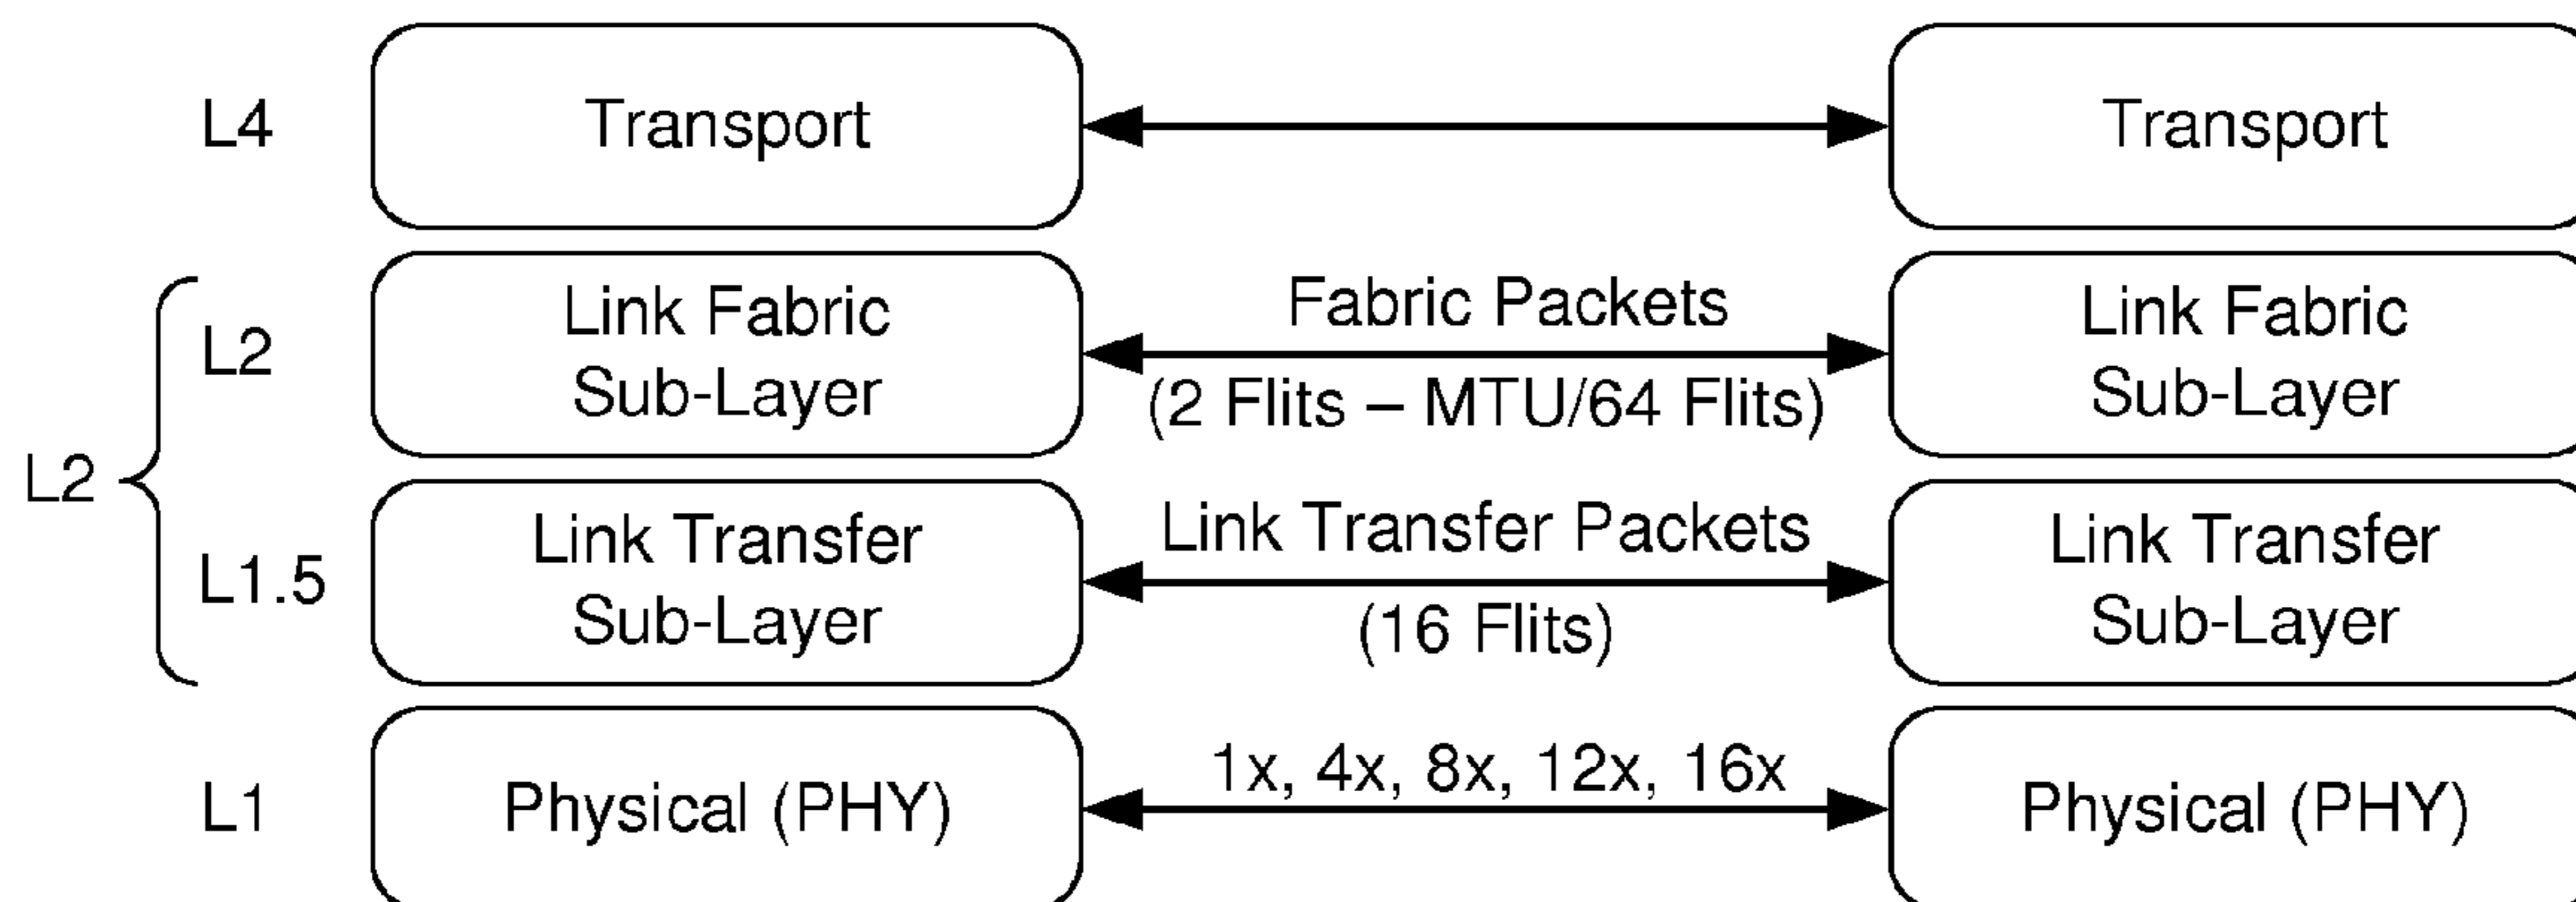 L4
Transport
Transport
L2
L2
Link Fabric
Sub-Layer
Fabric Packets
(2 Flits – MTU/64 Flits)
Link Fabric
Sub-Layer
L1.5
Link Transfer
Sub-Layer
Link Transfer Packets
(16 Flits)
Link Transfer
Sub-Layer
L1
Physical (PHY)
1x, 4x, 8x, 12x, 16x
Physical (PHY)